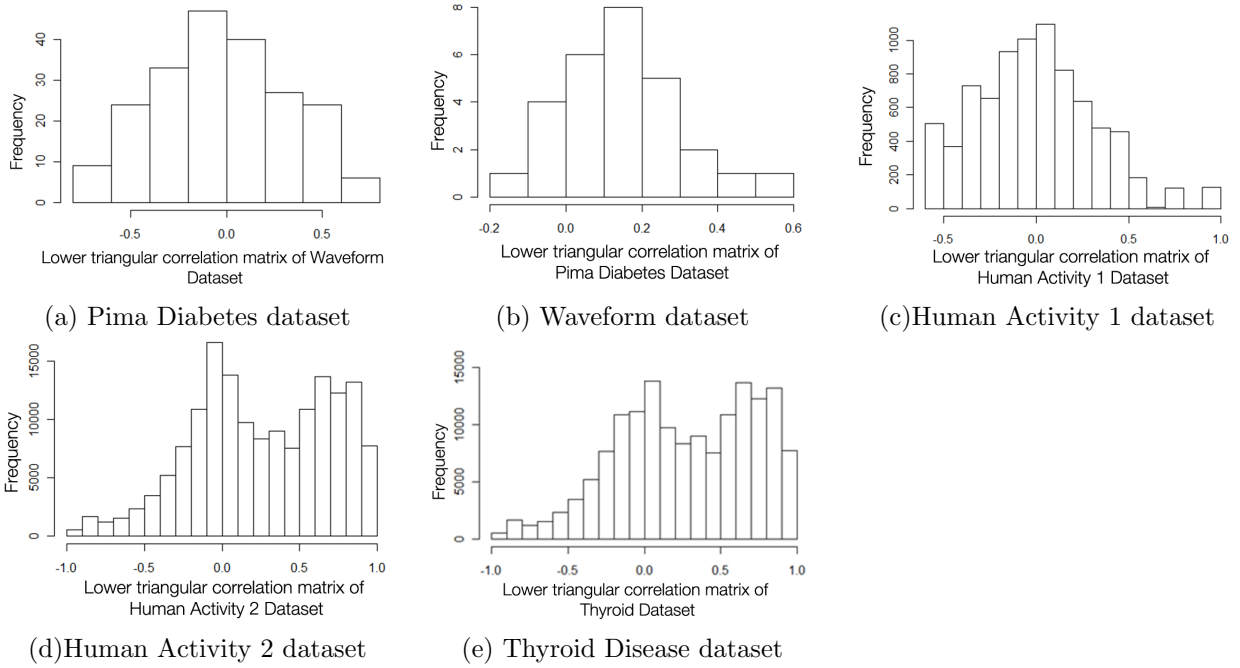 Frequency
0 10 20 30 40
-0.5 0.0 0.5
Lower triangular correlation matrix of Waveform
Dataset
(a) Pima Diabetes dataset
Frequency
0 2 4 6 8
-0.2 0.0 0.2 0.4 0.6
Lower triangular correlation matrix of
Pima Diabetes Dataset
(b) Waveform dataset
Frequency
0 200 400 600 800 1000
-0.5 0.0 0.5 1.0
Lower triangular correlation matrix of
Human Activity 1 Dataset
(c)Human Activity 1 dataset
Frequency
0 5000 10000 15000
-1.0 -0.5 0.0 0.5 1.0
Lower triangular correlation matrix of
Human Activity 2 Dataset
(d)Human Activity 2 dataset
Frequency
0 5000 10000 15000
-1.0 -0.5 0.0 0.5 1.0
Lower triangular correlation matrix of
Thyroid Dataset
(e) Thyroid Disease dataset